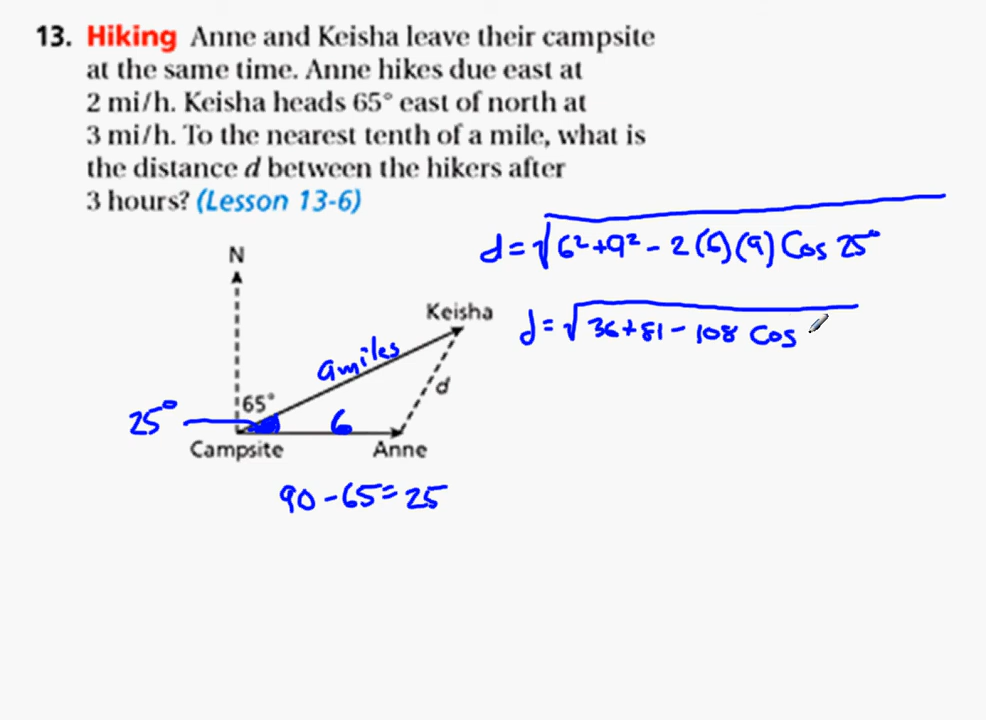 13. Hiking Anne and Keisha leave their campsite
at the same time. Anne hikes due east at
2 mi/h. Keisha heads 65° east of north at
3 mi/h. To the nearest tenth of a mile, what is
the distance d between the hikers after
3 hours? (Lesson 13-6)
d = √6² + 9² - 2(6)(9) Cos 25°
N
Keisha
d = √36 + 81 - 108 Cos
9miles
d
65°
25°
6
Campsite
Anne
90 - 65 = 25